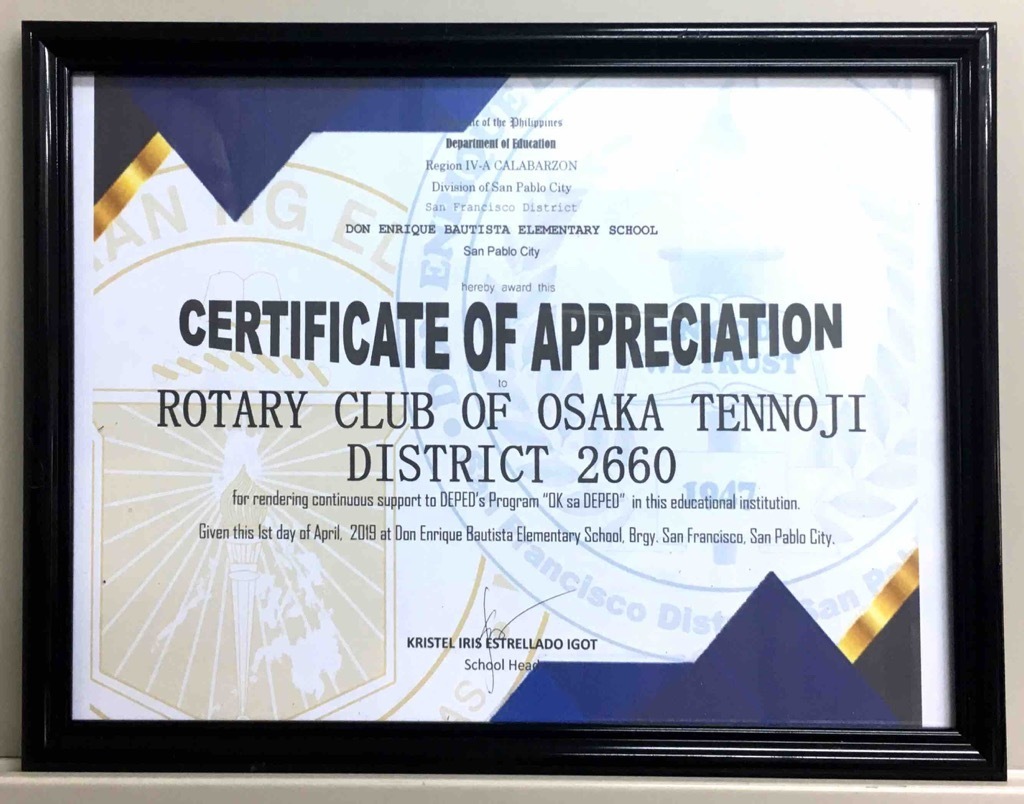 of the Philippines
Department of Education
Region IV-A CALABARZON
Division of San Pablo City
San Francisco District
DON ENRIQUE BAUTISTA ELEMENTARY SCHOOL
San Pablo City
hereby award this
CERTIFICATE OF APPRECIATION
to
ROTARY CLUB OF OSAKA TENNOJI
DISTRICT 2660
for rendering continuous support to DEPED's Program "OK sa DEPED" in this educational institution.
Given this 1st day of April, 2019 at Don Enrique Bautista Elementary School, Brgy. San Francisco, San Pablo City.
KRISTEL IRIS ESTRELLADO IGOT
School Head
WE TRUST
1947